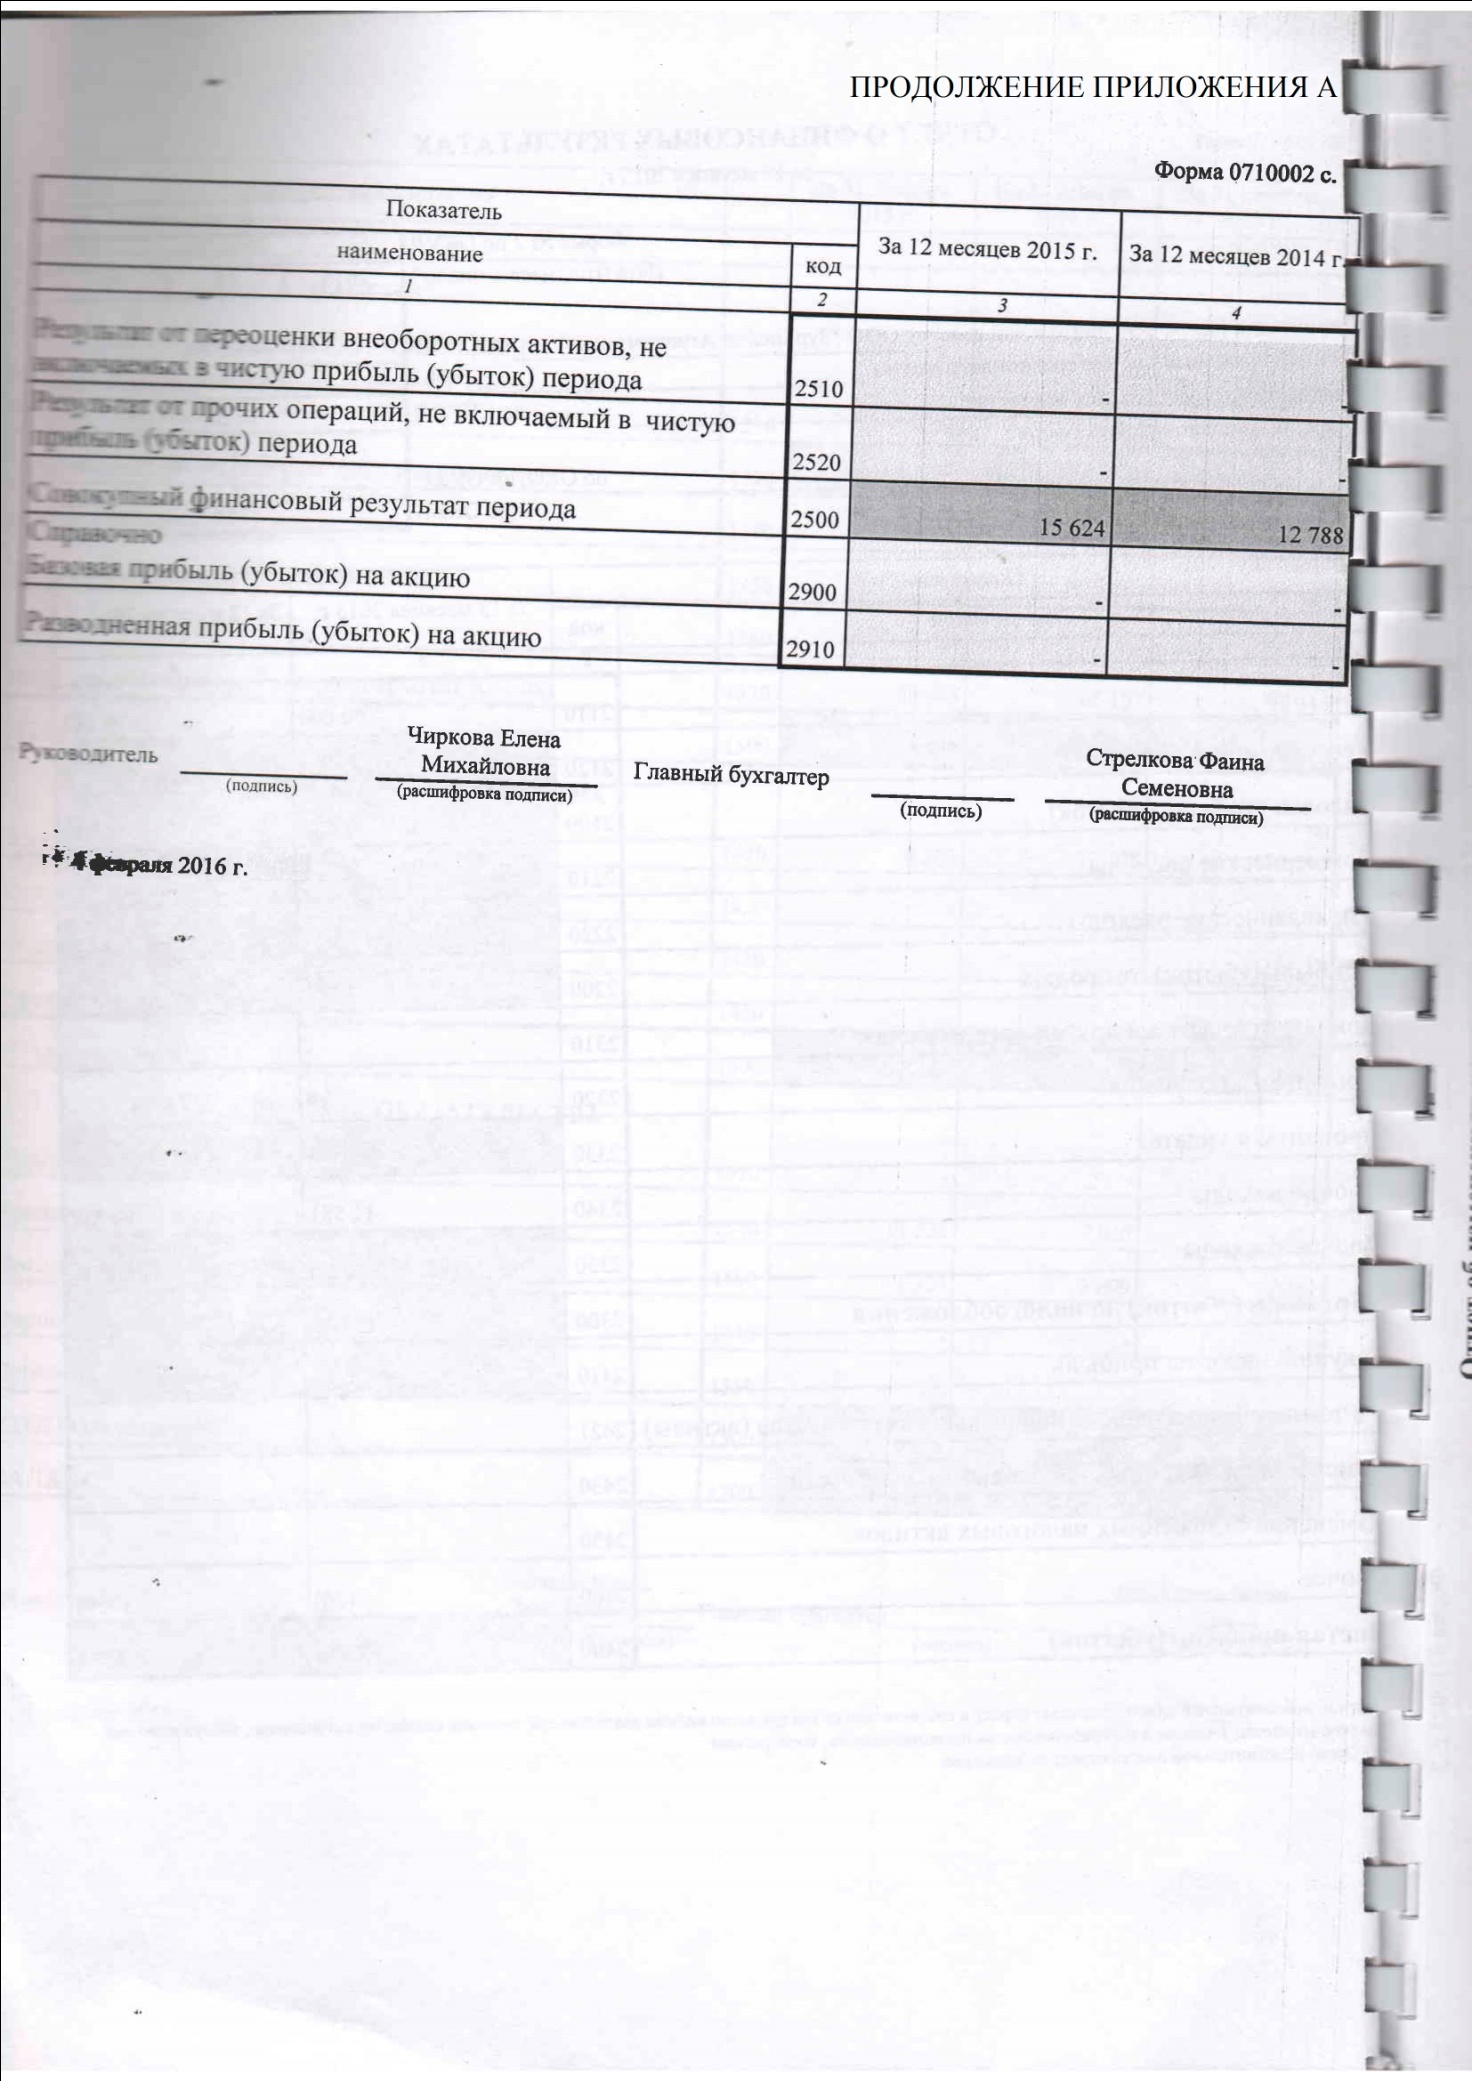 ПРОДОЛЖЕНИЕ ПРИЛОЖЕНИЯ А
Форма 0710002 с.
Показатель
За 12 месяцев 2015 г.
За 12 месяцев 2014 г.
наименование
код
1
2
3
4
Результат от переоценки внеоборотных активов, не
включаемых в чистую прибыль (убыток) периода
2510
-
-
Результат от прочих операций, не включаемый в чистую
прибыль (убыток) периода
2520
-
-
Совокупный финансовый результат периода
2500
15 624
12 788
Справочно
Базовая прибыль (убыток) на акцию
2900
-
-
Разводненная прибыль (убыток) на акцию
2910
-
-
Руководитель
(подпись)
Чиркова Елена
Михайловна
(расшифровка подписи)
Главный бухгалтер
(подпись)
Стрелкова Фаина
Семеновна
(расшифровка подписи)
февраля 2016 г.